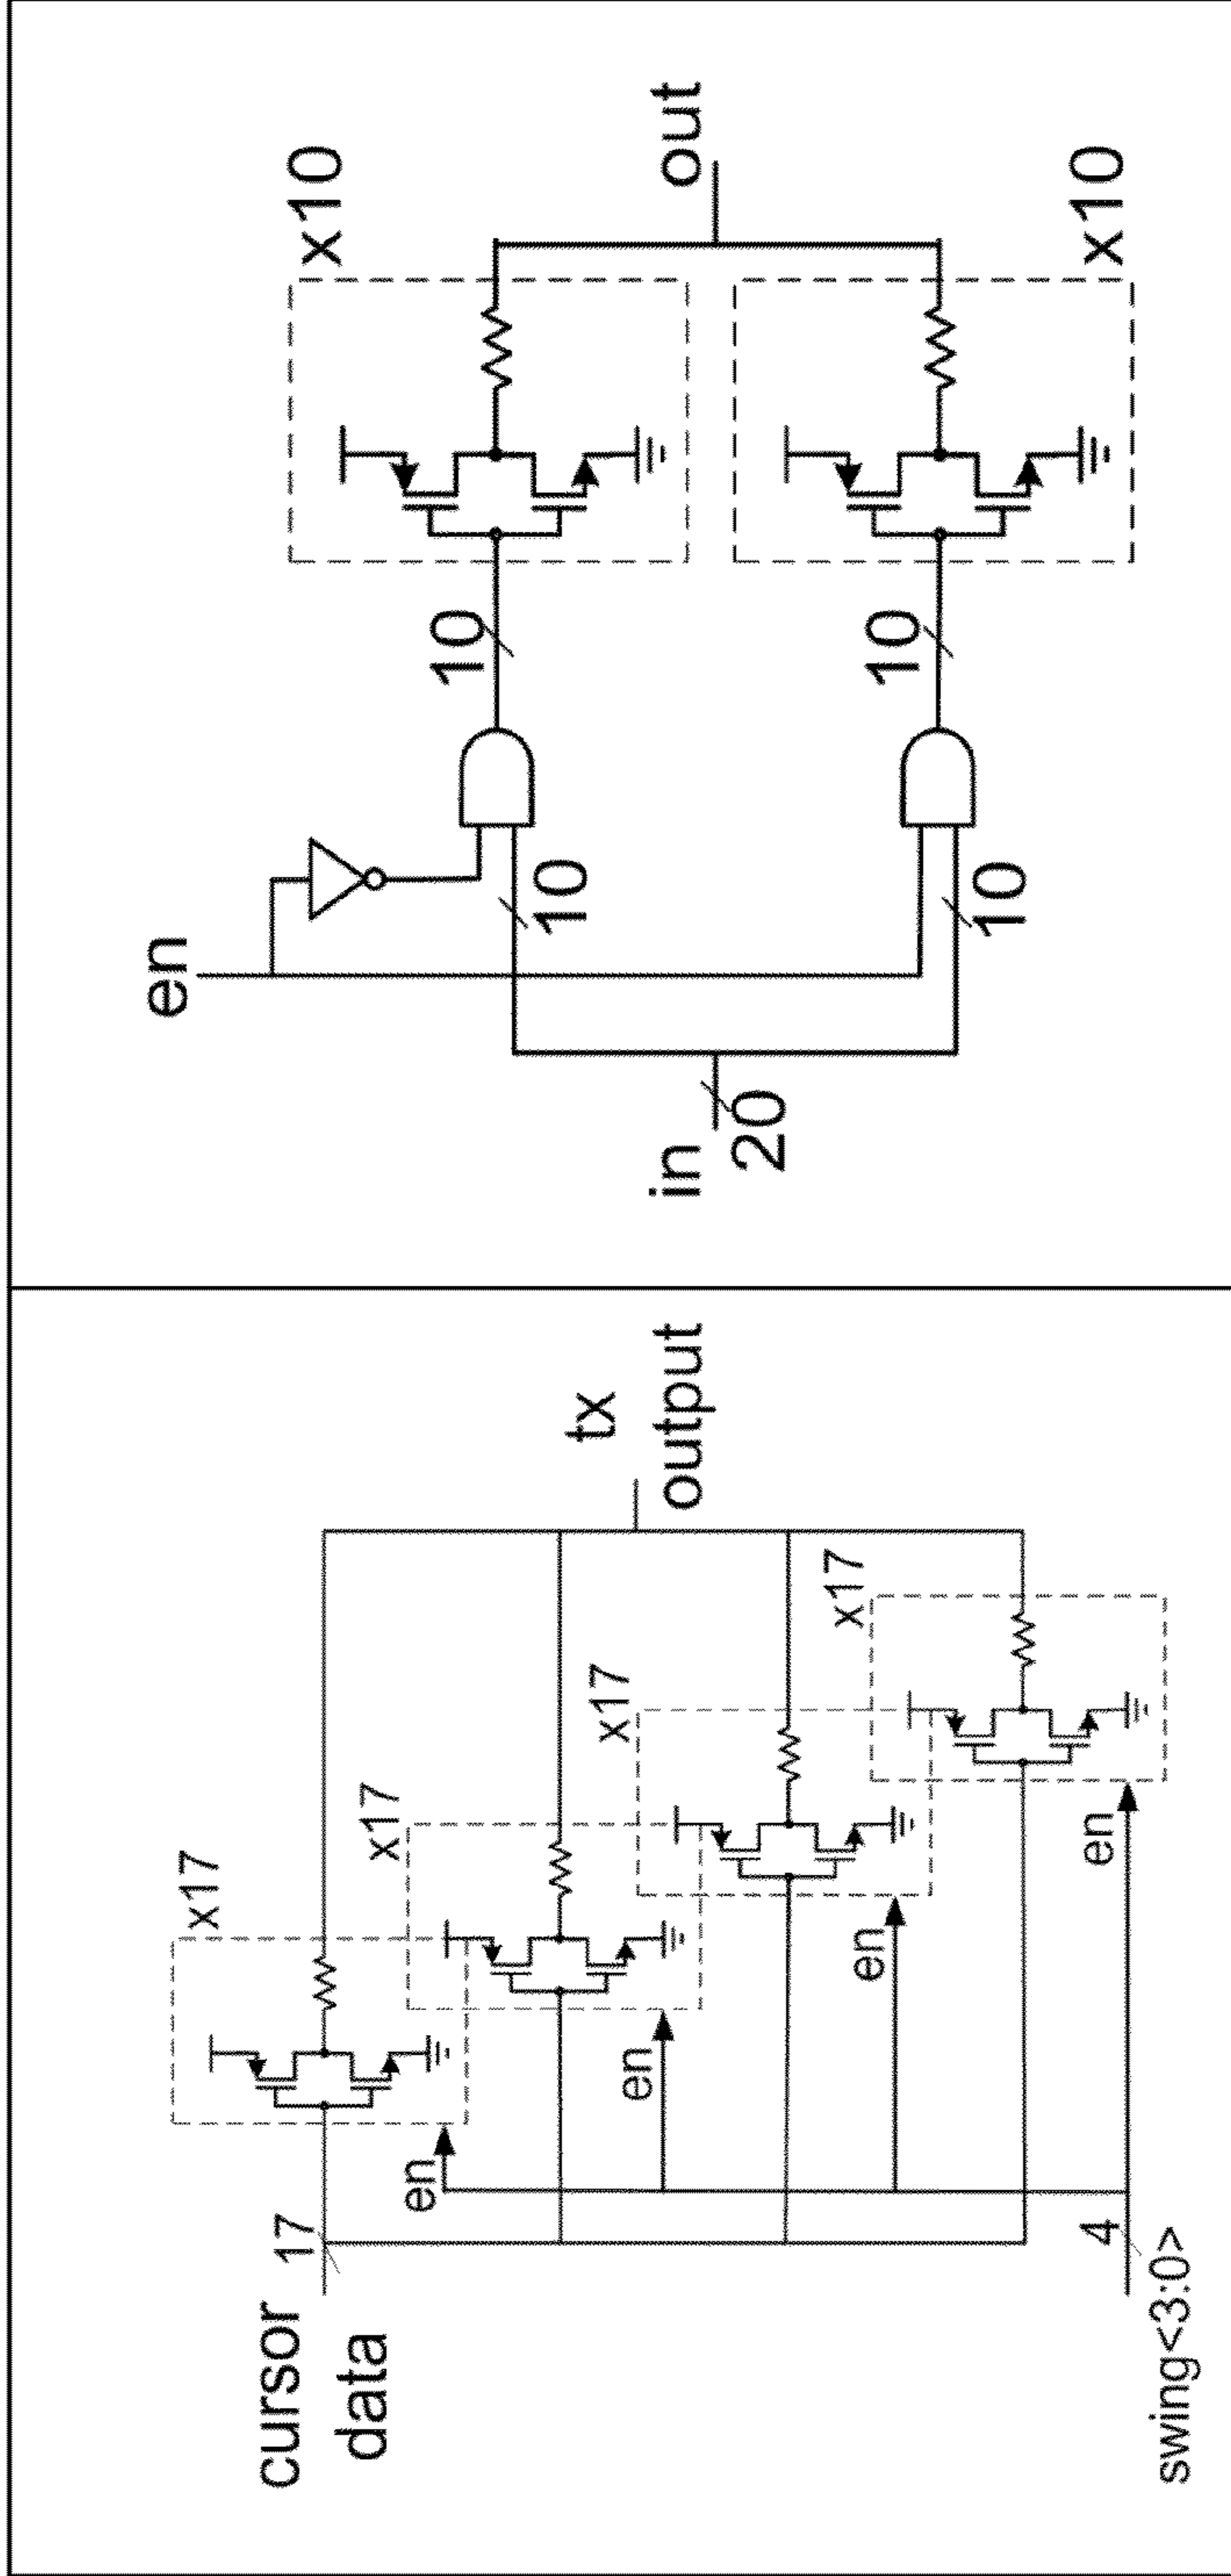 x17
cursor
data
17
en
x17
en
x17
en
x17
en
4
swing<3:0>
tx
output
en
x10
10
10
in
20
out
10
10
x10